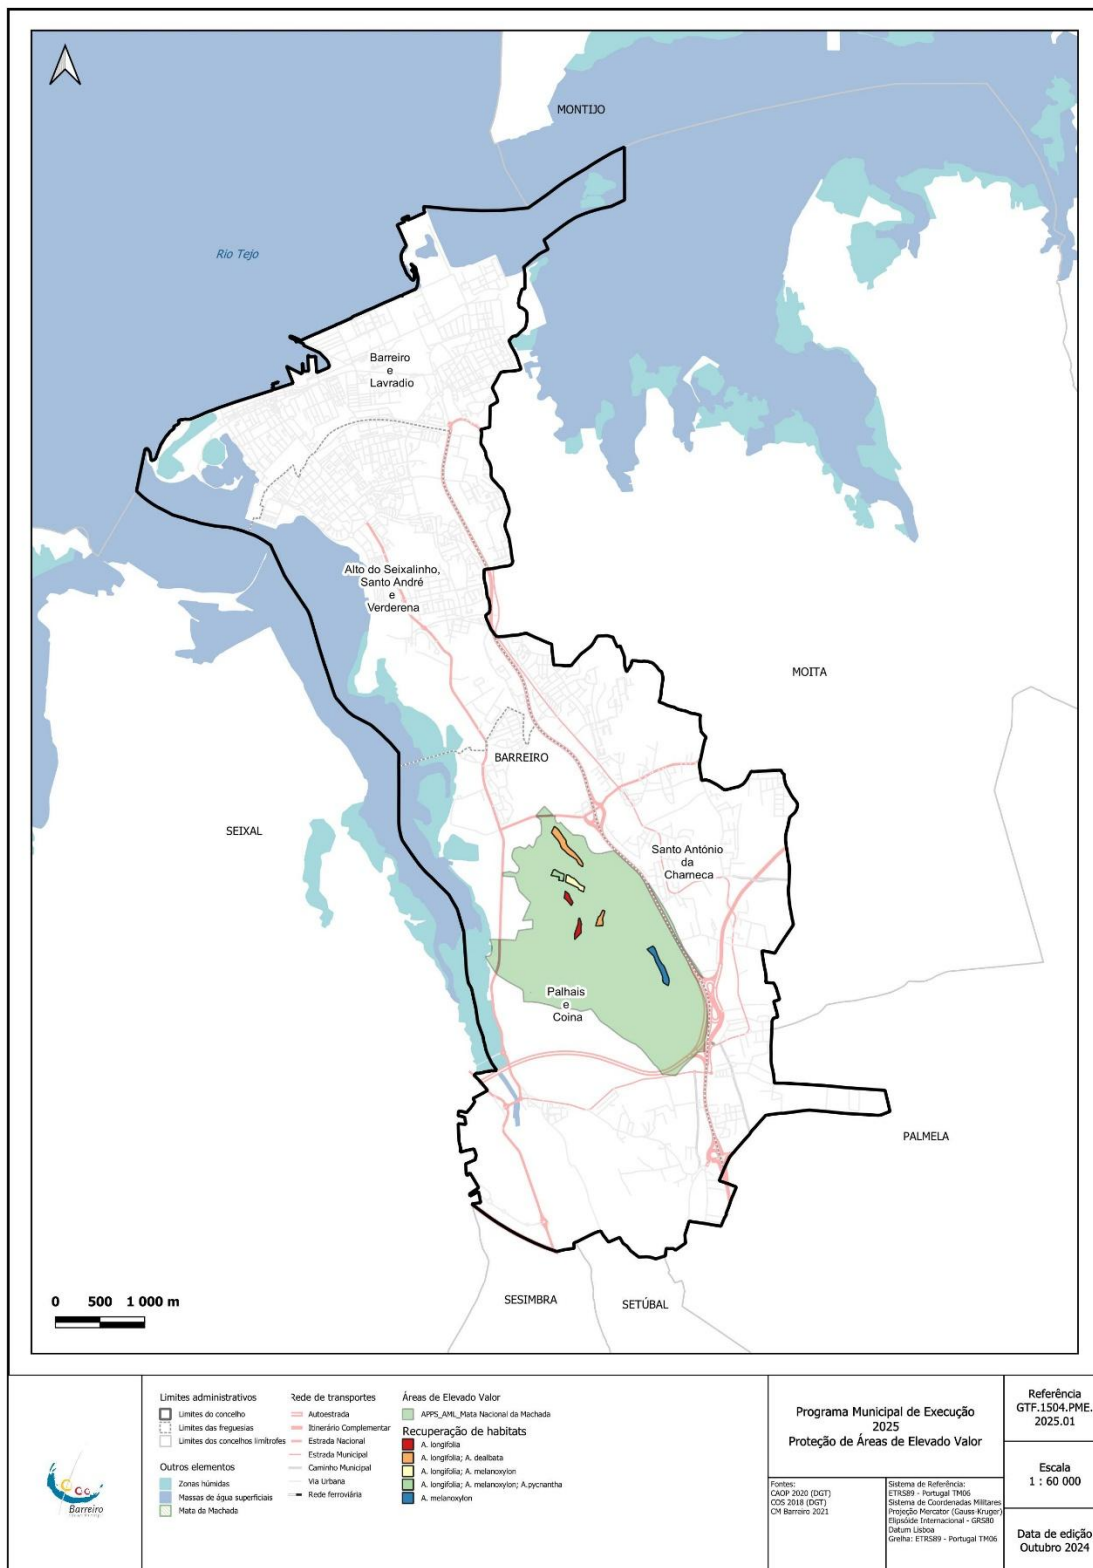 MONTIJO
Rio Tejo
Barreiro
e
Lavradio
Alto do Seixalinho,
Santo André
e
Verderena
MOITA
BARREIRO
SEIXAL
Santo António
da
Charneca
Palhais
e
Coina
PALMELA
SESIMBRA
SETÚBAL
0 500 1 000 m
Limites administrativos
Limites do concelho
Limites das freguesias
Limites dos concelhos limítrofes
Outros elementos
Zonas húmidas
Massas de água superficiais
Mata da Machada
Rede de transportes
Autoestrada
Itinerário Complementar
Estrada Nacional
Estrada Municipal
Caminho Municipal
Via Urbana
Rede ferroviária
Áreas de Elevado Valor
APPS_AML_Mata Nacional da Machada
Recuperação de habitats
A. longifolia
A. longifolia; A. dealbata
A. longifolia; A. melanoxylon
A. longifolia; A. melanoxylon; A.pycnantha
A. melanoxylon
Barreiro
Programa Municipal de Execução
2025
Proteção de Áreas de Elevado Valor
Fontes:
CAOP 2020 (DGT)
COS 2018 (DGT)
CM Barreiro 2021
Sistema de Referência:
ETRS89 - Portugal TM06
Sistema de Coordenadas Militares
Projeção Mercator (Gauss-Kruger)
Elipsóide Internacional - GRS80
Datum Lisboa
Grelha: ETRS89 - Portugal TM06
Referência
GTF.1504.PME.
2025.01
Escala
1 : 60 000
Data de edição
Outubro 2024